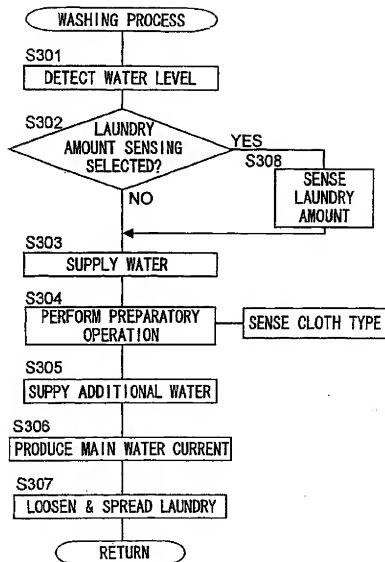 WASHING PROCESS
S301
DETECT WATER LEVEL
S302
LAUNDRY
AMOUNT SENSING
SELECTED?
YES
S308
SENSE
LAUNDRY
AMOUNT
NO
S303
SUPPLY WATER
S304
PERFORM PREPARATORY
OPERATION
SENSE CLOTH TYPE
S305
SUPPY ADDITIONAL WATER
S306
PRODUCE MAIN WATER CURRENT
S307
LOOSEN & SPREAD LAUNDRY
RETURN